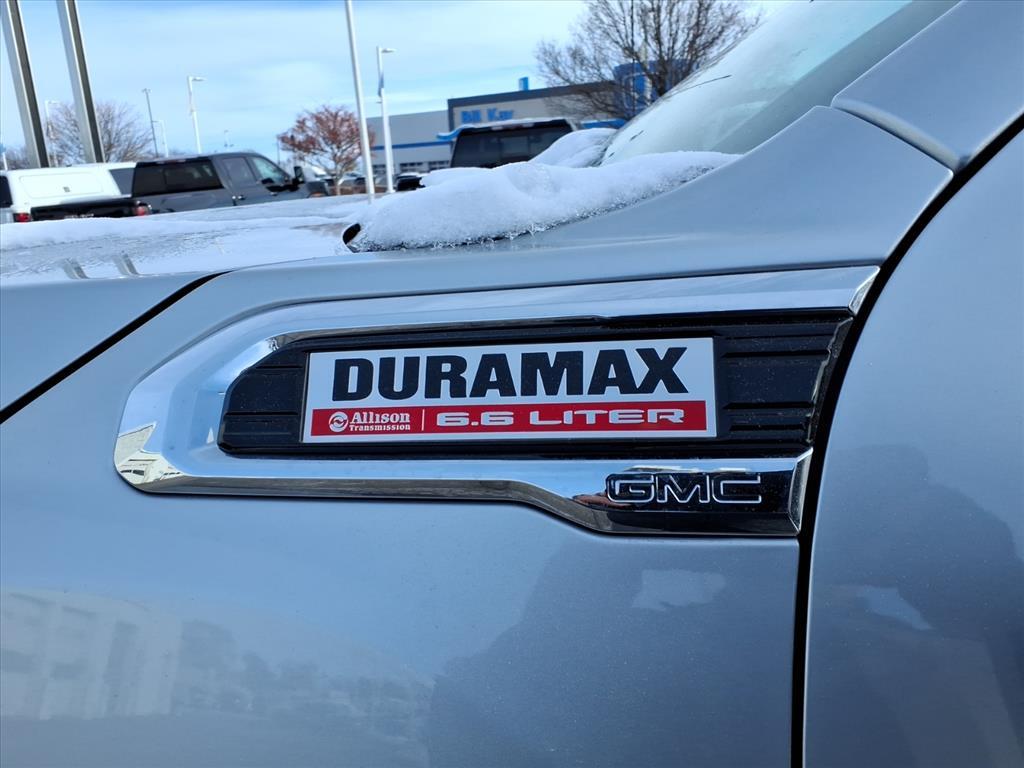 Bill Kay
DURAMAX
Allison Transmission 6.6 LITER
GMC